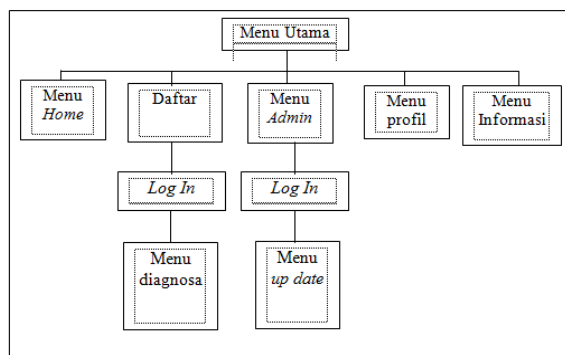 Menu Utama
Menu
Home
Daftar
Menu
Admin
Menu
profil
Menu
Informasi
Log In
Log In
Menu
diagnosa
Menu
up date